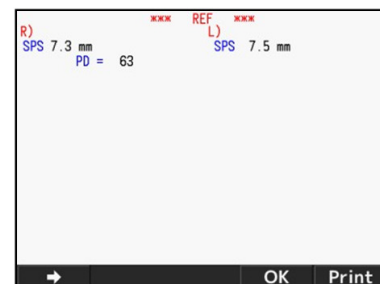 *** REF ***
R) L)
SPS 7.3 mm SPS 7.5 mm
PD = 63
➡ OK Print